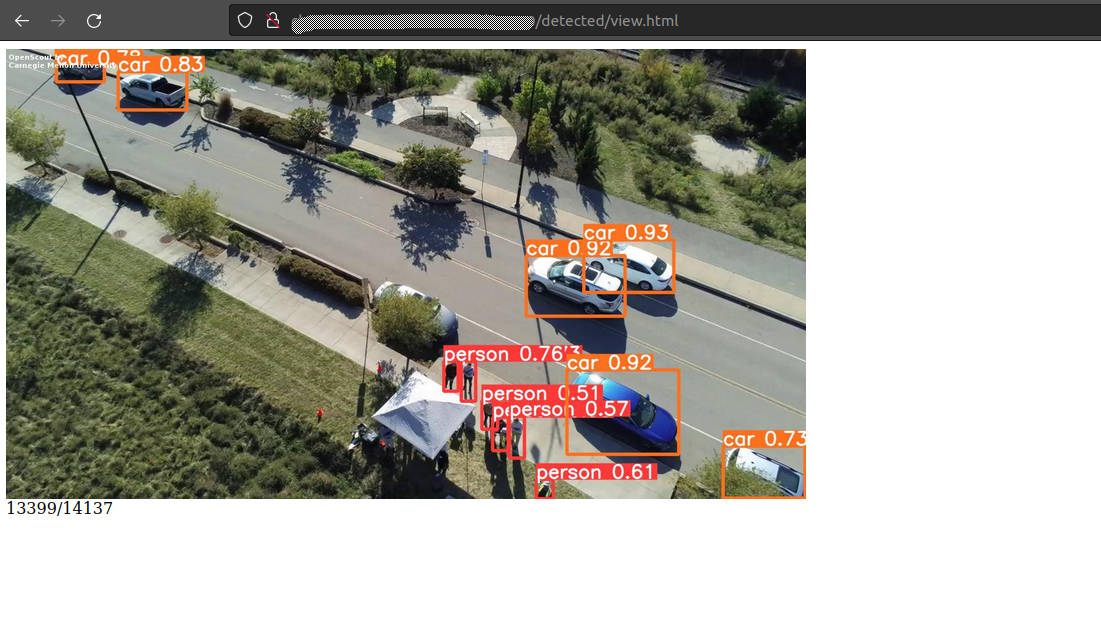 /detected/view.html
OpenScout by
Carnegie Mellon University
car 0.78
car 0.83
car 0.93
car 0.92
person 0.76
car 0.92
person 0.51
person 0.57
person 0.61
car 0.73
13399/14137